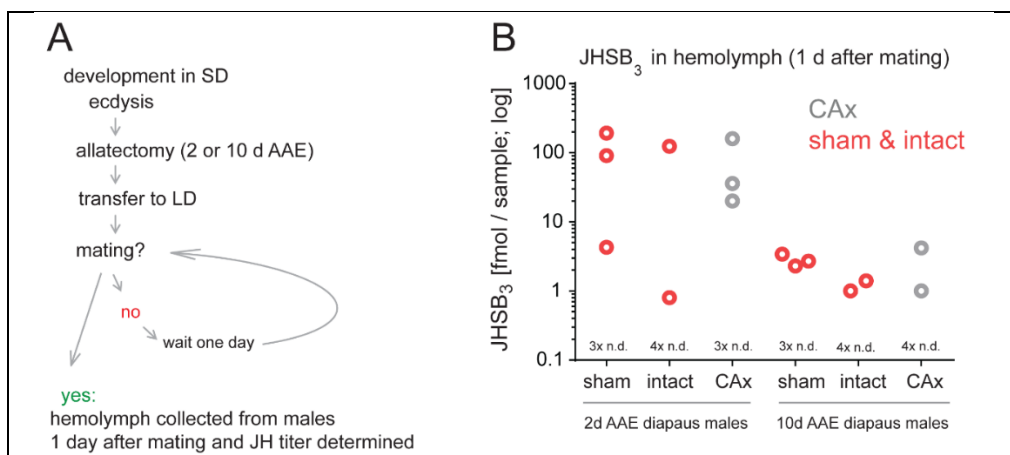 A
development in SD
ecdysis
allatectomy (2 or 10 d AAE)
transfer to LD
mating?
no
wait one day
yes:
hemolymph collected from males
1 day after mating and JH titer determined
B
JHSB3 in hemolymph (1 d after mating)
JHSB3 [fmol / sample; log]
1000
100
10
1
0.1
CAx
sham & intact
3x n.d. 4x n.d. 3x n.d. 3x n.d. 4x n.d. 4x n.d.
sham intact CAx sham intact CAx
2d AAE diapaus males 10d AAE diapaus males